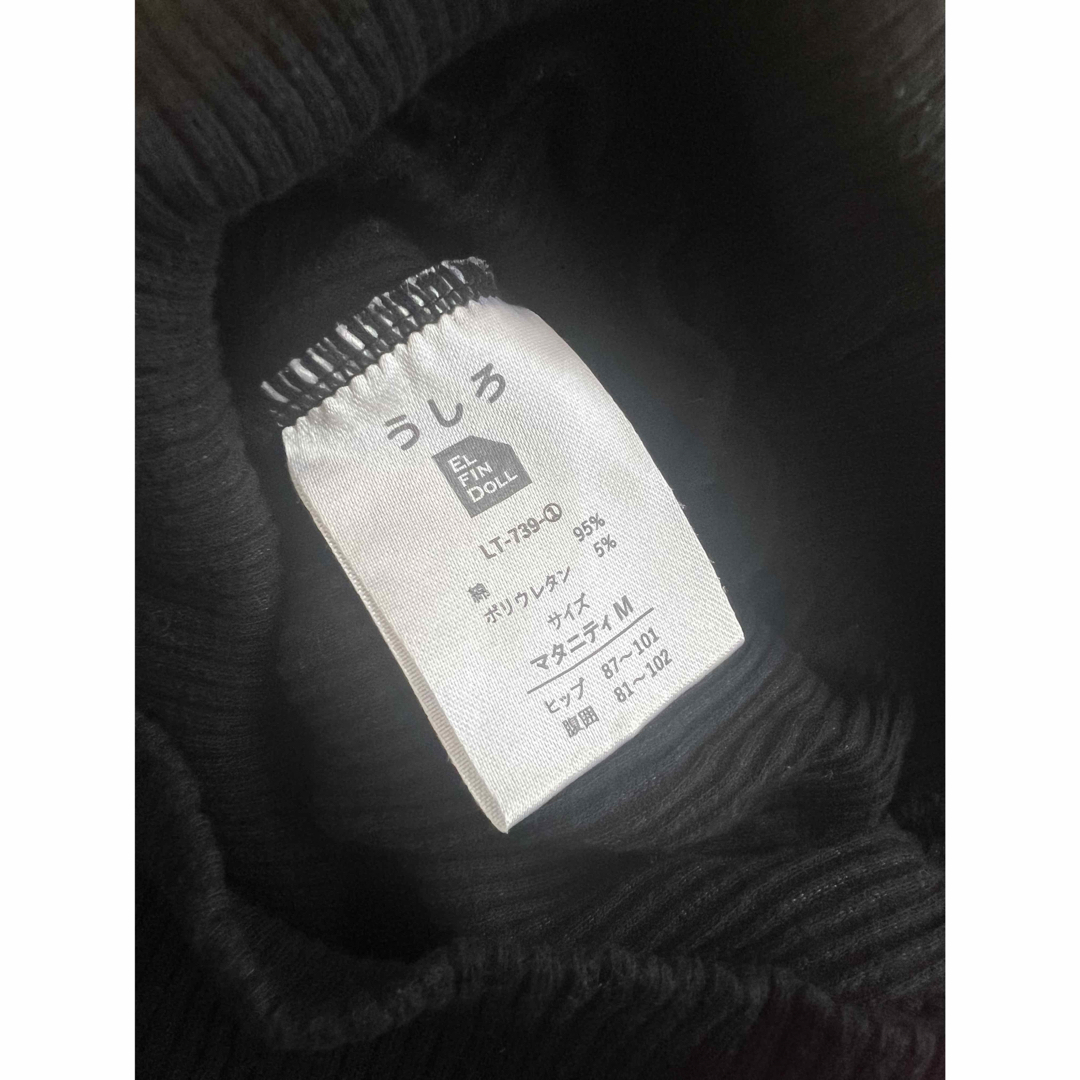 うしろ
EL
FIN
DOLL
LT-739-①
綿 95%
ポリウレタン 5%
サイズ
マタニティ M
ヒップ 87～101
腹囲 81～102